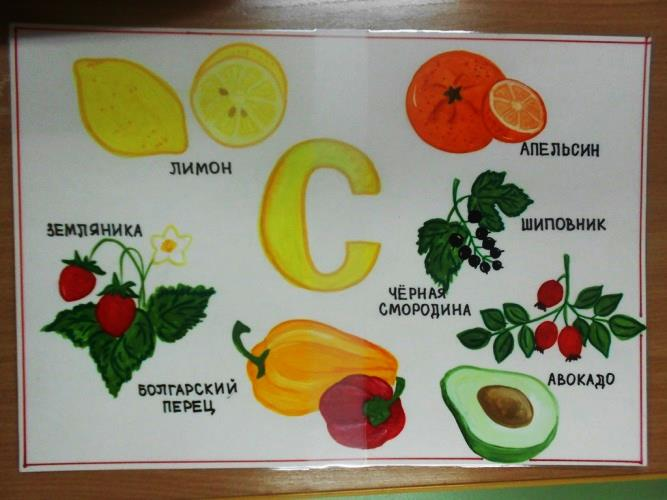 ЛИМОН
АПЕЛЬСИН
С
ЗЕМЛЯНИКА
ШИПОВНИК
ЧЁРНАЯ
СМОРОДИНА
БОЛГАРСКИЙ
ПЕРЕЦ
АВОКАДО